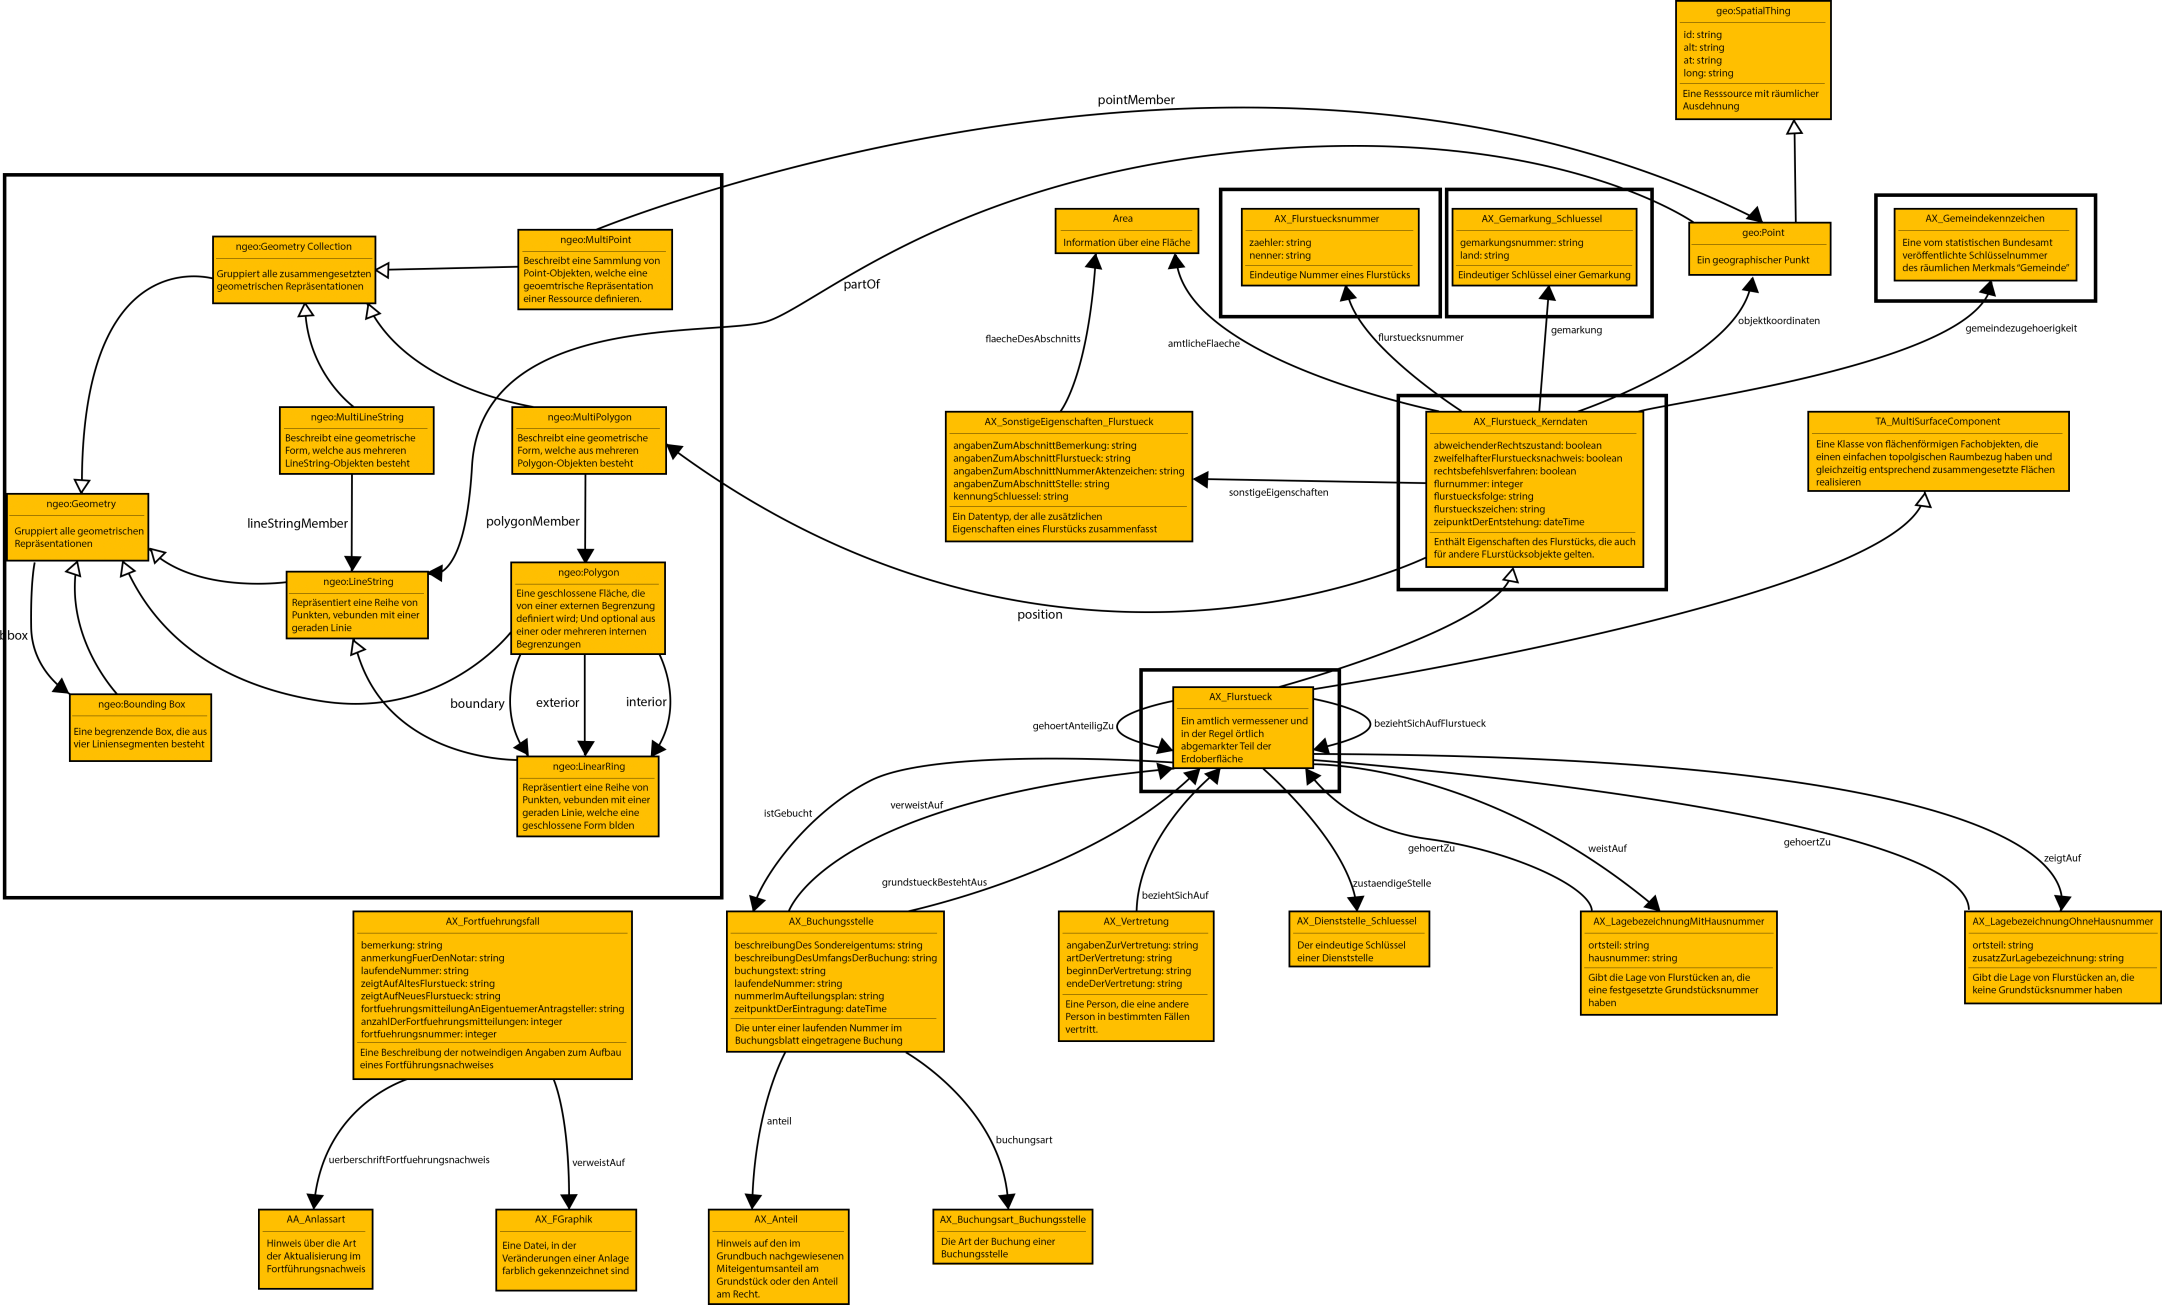 geo:SpatialThing
id: string
alt: string
at: string
long: string
Eine Resssource mit räumlicher
Ausdehnung
pointMember
partOf
ngeo:Geometry Collection
Gruppiert alle zusammengesetzten
geometrischen Repräsentationen
ngeo:MultiPoint
Beschreibt eine Sammlung von
Point-Objekten, welche eine
geoemtrische Repräsentation
einer Ressource definieren.
Area
Information über eine Fläche
AX_Flurstuecksnummer
zaehler: string
nenner: string
Eindeutige Nummer eines Flurstücks
AX_Gemarkung_Schluessel
gemarkungsnummer: string
land: string
Eindeutiger Schlüssel einer Gemarkung
geo:Point
Ein geographischer Punkt
AX_Gemeindekennzeichen
Eine vom statistischen Bundesamt
veröffentlichte Schlüsselnummer
des räumlichen Merkmals "Gemeinde"
flaecheDesAbschnitts
amtlicheFlaeche
flurstuecksnummer
gemarkung
objektkoordinaten
gemeindezugehoerigkeit
ngeo:MultiLineString
Beschreibt eine geometrische
Form, welche aus mehreren
LineString-Objekten besteht
ngeo:MultiPolygon
Beschreibt eine geometrische
Form, welche aus mehreren
Polygon-Objekten besteht
AX_SonstigeEigenschaften_Flurstueck
angabenZumAbschnittBemerkung: string
angabenZumAbschnittFlurstueck: string
angabenZumAbschnittNummerAktenzeichen: string
angabenZumAbschnittStelle: string
kennungSchluessel: string
Ein Datentyp, der alle zusätzlichen
Eigenschaften eines Flurstücks zusammenfasst
sonstigeEigenschaften
AX_Flurstueck_Kerndaten
abweichenderRechtszustand: boolean
zweifelhafterFlurstuecksnachweis: boolean
rechtsbefehlsverfahren: boolean
flurnummer: integer
flurstuecksfolge: string
flurstueckszeichen: string
zeipunktDerEntstehung: dateTime
Enthält Eigenschaften des Flurstücks, die auch
für andere FLurstücksobjekte gelten.
TA_MultiSurfaceComponent
Eine Klasse von flächenförmigen Fachobjekten, die
einen einfachen topolgischen Raumbezug haben und
gleichzeitig entsprechend zusammengesetzte Flächen
realisieren
ngeo:Geometry
Gruppiert alle geometrischen
Repräsentationen
lineStringMember
polygonMember
ngeo:LineString
Repräsentiert eine Reihe von
Punkten, vebunden mit einer
geraden Linie
ngeo:Polygon
Eine geschlossene Fläche, die
von einer externen Begrenzung
definiert wird; Und optional aus
einer oder mehreren internen
Begrenzungen
position
bbox
ngeo:Bounding Box
Eine begrenzende Box, die aus
vier Liniensegmenten besteht
boundary
exterior
interior
ngeo:LinearRing
Repräsentiert eine Reihe von
Punkten, vebunden mit einer
geraden Linie, welche eine
geschlossene Form blden
gehoertAnteiligZu
AX_Flurstueck
Ein amtlich vermessener und
in der Regel örtlich
abgemarkter Teil der
Erdoberfläche
beziehtSichAufFlurstueck
istGebucht
verweistAuf
grundstueckBestehtAus
beziehtSichAuf
zustaendigeStelle
gehoertZu
weistAuf
gehoertZu
zeigtAuf
AX_Fortfuehrungsfall
bemerkung: string
anmerkungFuerDenNotar: string
laufendeNummer: string
zeigtAufAltesFlurstueck: string
zeigtAufNeuesFlurstueck: string
fortfuehrungsmitteilungAnEigentuemerAntragsteller: string
anzahlDerFortfuehrungsmitteilungen: integer
fortfuehrungsnummer: integer
Eine Beschreibung der notweindigen Angaben zum Aufbau
eines Fortführungsnachweises
AX_Buchungsstelle
beschreibungDes Sondereigentums: string
beschreibungDesUmfangsDerBuchung: string
buchungstext: string
laufendeNummer: string
nummerImAufteilungsplan: string
zeitpunktDerEintragung: dateTime
Die unter einer laufenden Nummer im
Buchungsblatt eingetragene Buchung
AX_Vertretung
angabenZurVertretung: string
artDerVertretung: string
beginnDerVertretung: string
endeDerVertretung: string
Eine Person, die eine andere
Person in bestimmten Fällen
vertritt.
AX_Dienststelle_Schluessel
Der eindeutige Schlüssel
einer Dienststelle
AX_LagebezeichnungMitHausnummer
ortsteil: string
hausnummer: string
Gibt die Lage von Flurstücken an, die
eine festgesetzte Grundstücksnummer
haben
AX_LagebezeichnungOhneHausnummer
ortsteil: string
zusatzZurLagebezeichnung: string
Gibt die Lage von Flurstücken an, die
keine Grundstücksnummer haben
uerberschriftFortfuehrungsnachweis
verweistAuf
anteil
buchungsart
AA_Anlassart
Hinweis über die Art
der Aktualisierung im
Fortführungsnachweis
AX_FGraphik
Eine Datei, in der
Veränderungen einer Anlage
farblich gekennzeichnet sind
AX_Anteil
Hinweis auf den im
Grundbuch nachgewiesenen
Miteigentumsanteil am
Grundstück oder den Anteil
am Recht.
AX_Buchungsart_Buchungsstelle
Die Art der Buchung einer
Buchungsstelle